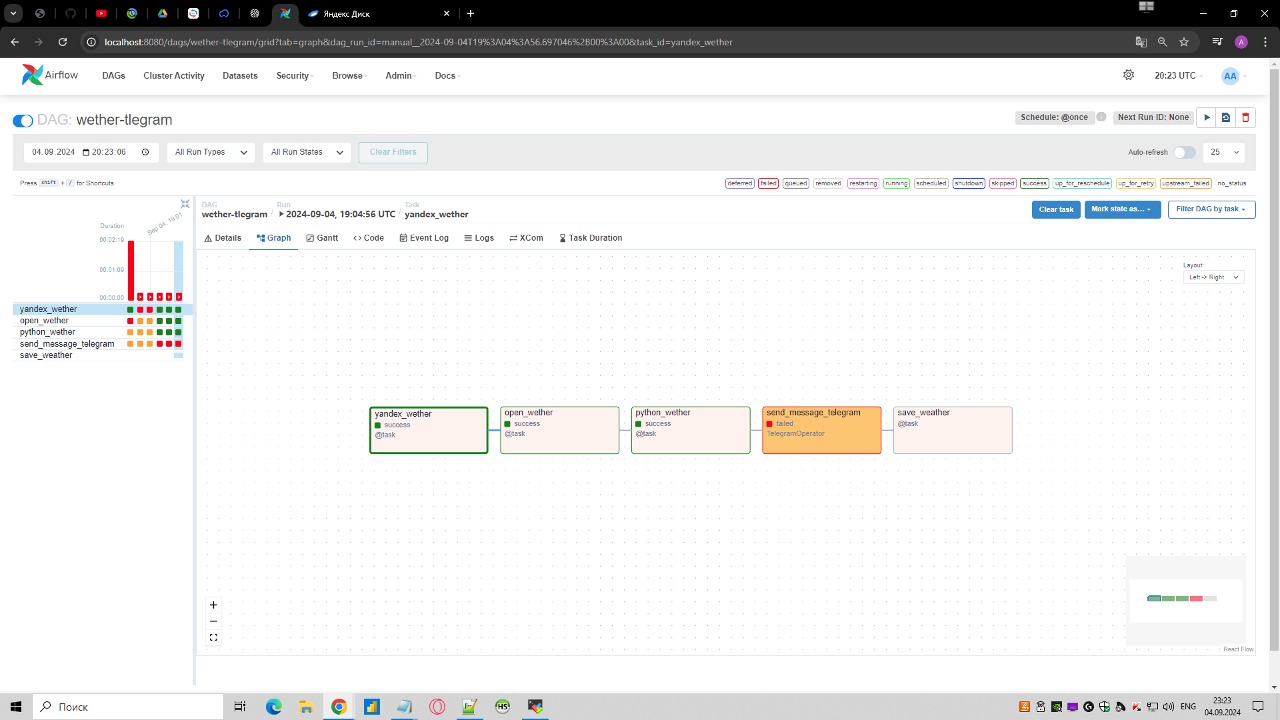 Яндекс Диск
localhost:8080/dags/wether-tlegram/grid?tab=graph&dag_run_id=manual__2024-09-04T19%3A04%3A56.697046%2B00%3A00&task_id=yandex_wether
Airflow DAGs Cluster Activity Datasets Security Browse Admin Docs 20:23 UTC AA
DAG: wether-tlegram Schedule: @once Next Run ID: None
04.09.2024 20:23:06 All Run Types All Run States Clear Filters Auto-refresh 25
Press shift + / for Shortcuts deferred failed queued removed restarting running scheduled shutdown skipped success up_for_reschedule up_for_retry upstream_failed no_status
DAG Run Task
wether-tlegram / 2024-09-04, 19:04:56 UTC / yandex_wether Clear task Mark state as... Filter DAG by task
Details Graph Gantt Code Event Log Logs XCom Task Duration
Duration
Sep 04, 18:01
00:02:19
00:01:09
00:00:00
yandex_wether
open_wether
python_wether
send_message_telegram
save_weather
Layout:
Left -> Right
yandex_wether
success
@task
open_wether
success
@task
python_wether
success
@task
send_message_telegram
failed
TelegramOperator
save_weather
@task
React Flow
Поиск
ENG
23:23
04.09.2024